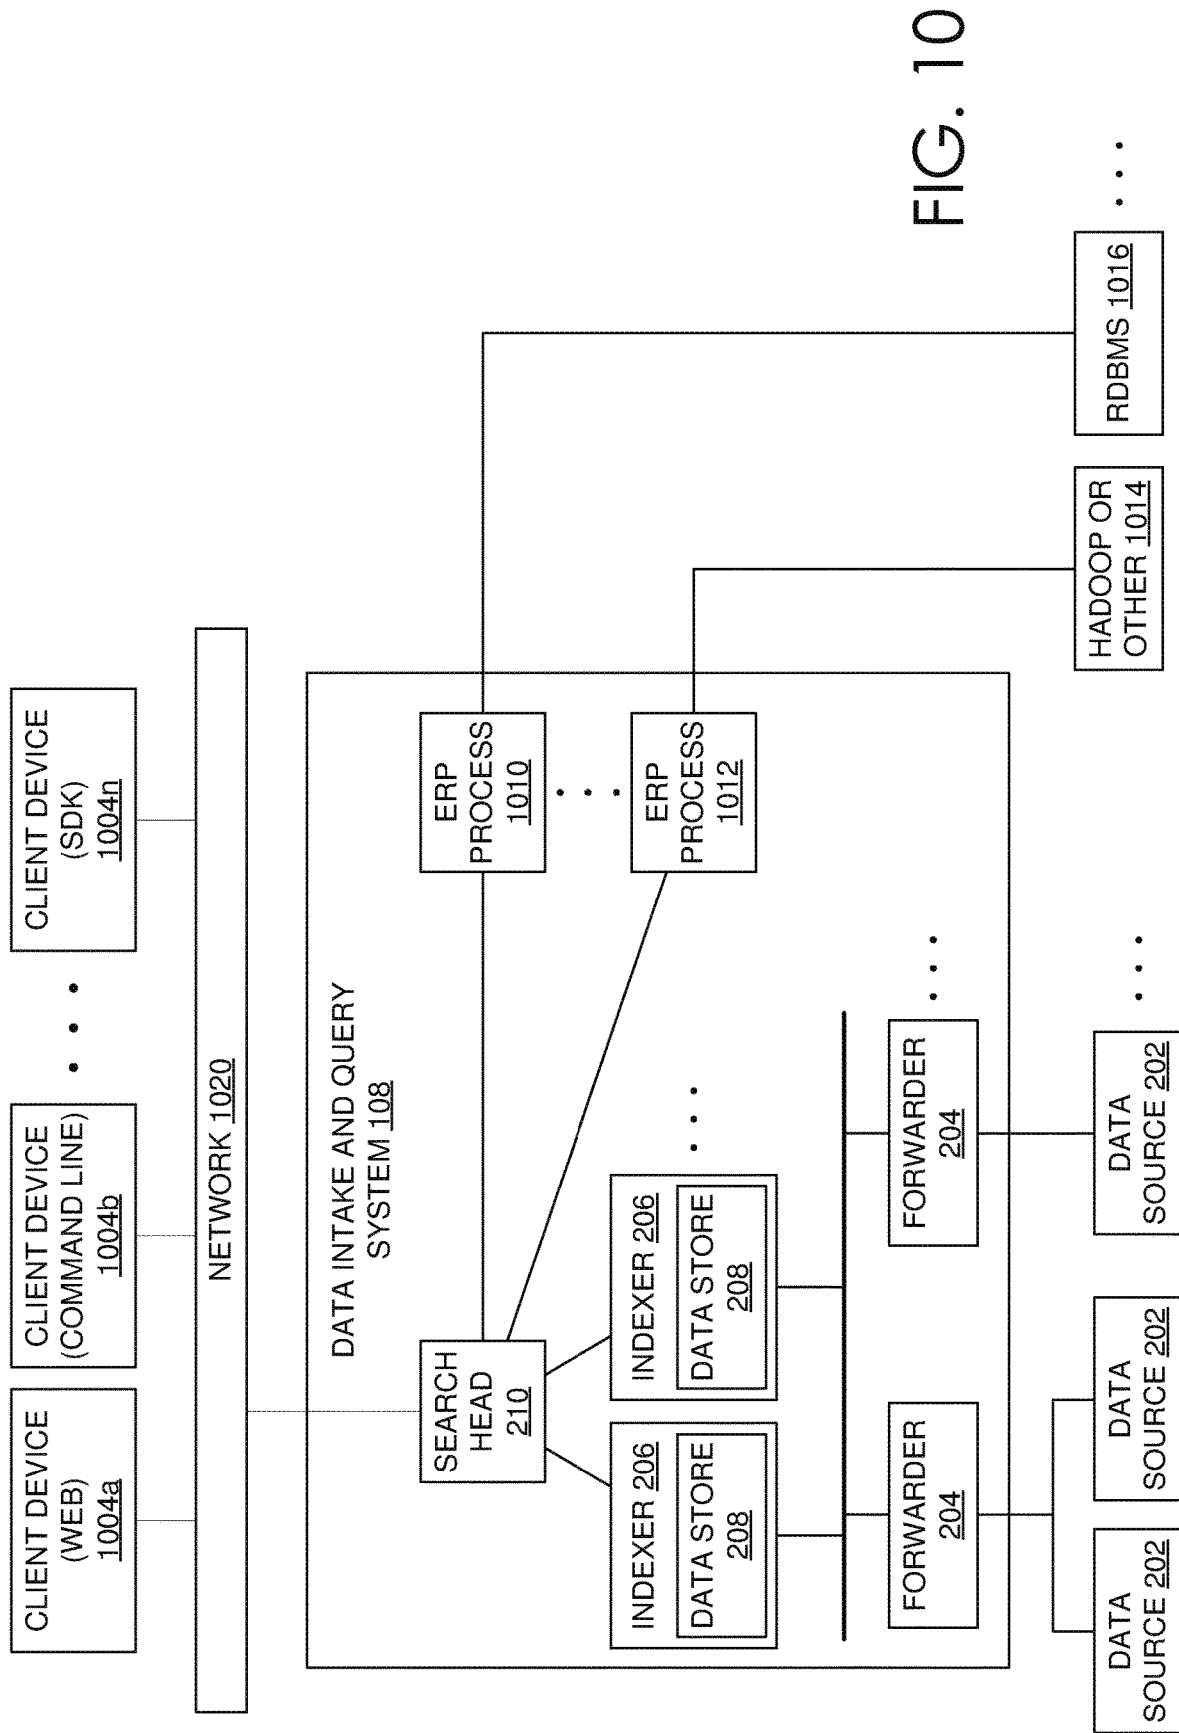 CLIENT DEVICE
(WEB)
1004a
CLIENT DEVICE
(COMMAND LINE)
1004b
CLIENT DEVICE
(SDK)
1004n
NETWORK 1020
DATA INTAKE AND QUERY
SYSTEM 108
SEARCH
HEAD
210
ERP
PROCESS
1010
INDEXER 206
DATA STORE
208
INDEXER 206
DATA STORE
208
ERP
PROCESS
1012
FORWARDER
204
FORWARDER
204
DATA
SOURCE 202
DATA
SOURCE 202
DATA
SOURCE 202
HADOOP OR
OTHER 1014
RDBMS 1016
FIG. 10